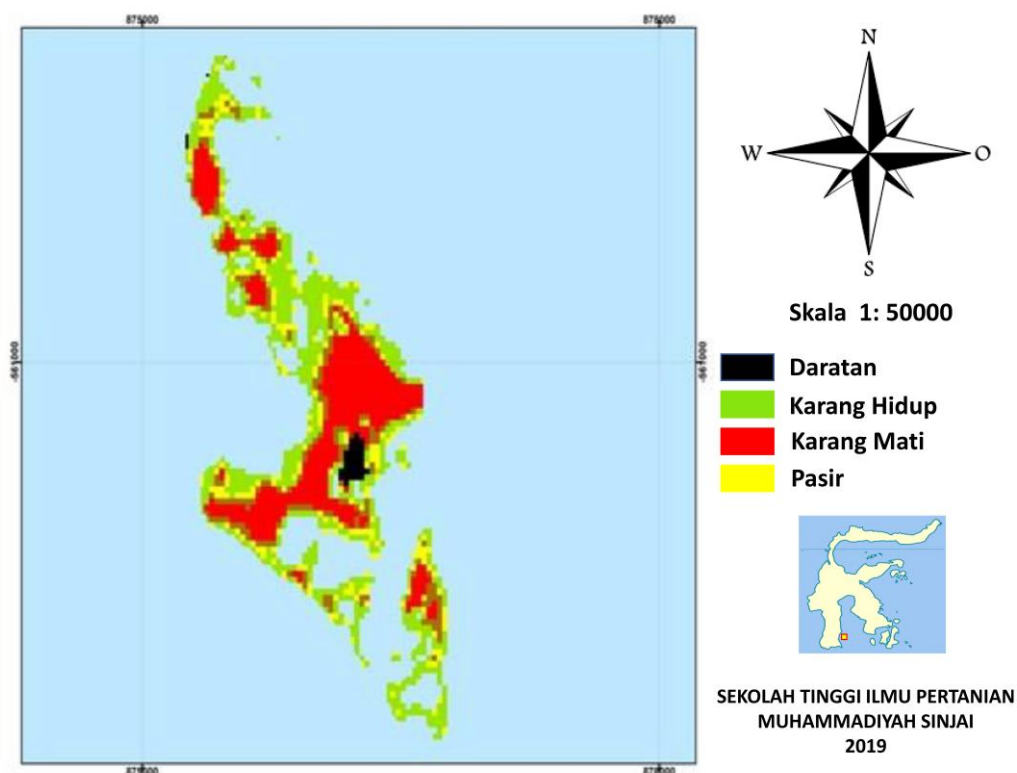 N
W
O
S
Skala 1: 50000
Daratan
Karang Hidup
Karang Mati
Pasir
SEKOLAH TINGGI ILMU PERTANIAN
MUHAMMADIYAH SINJAI
2019